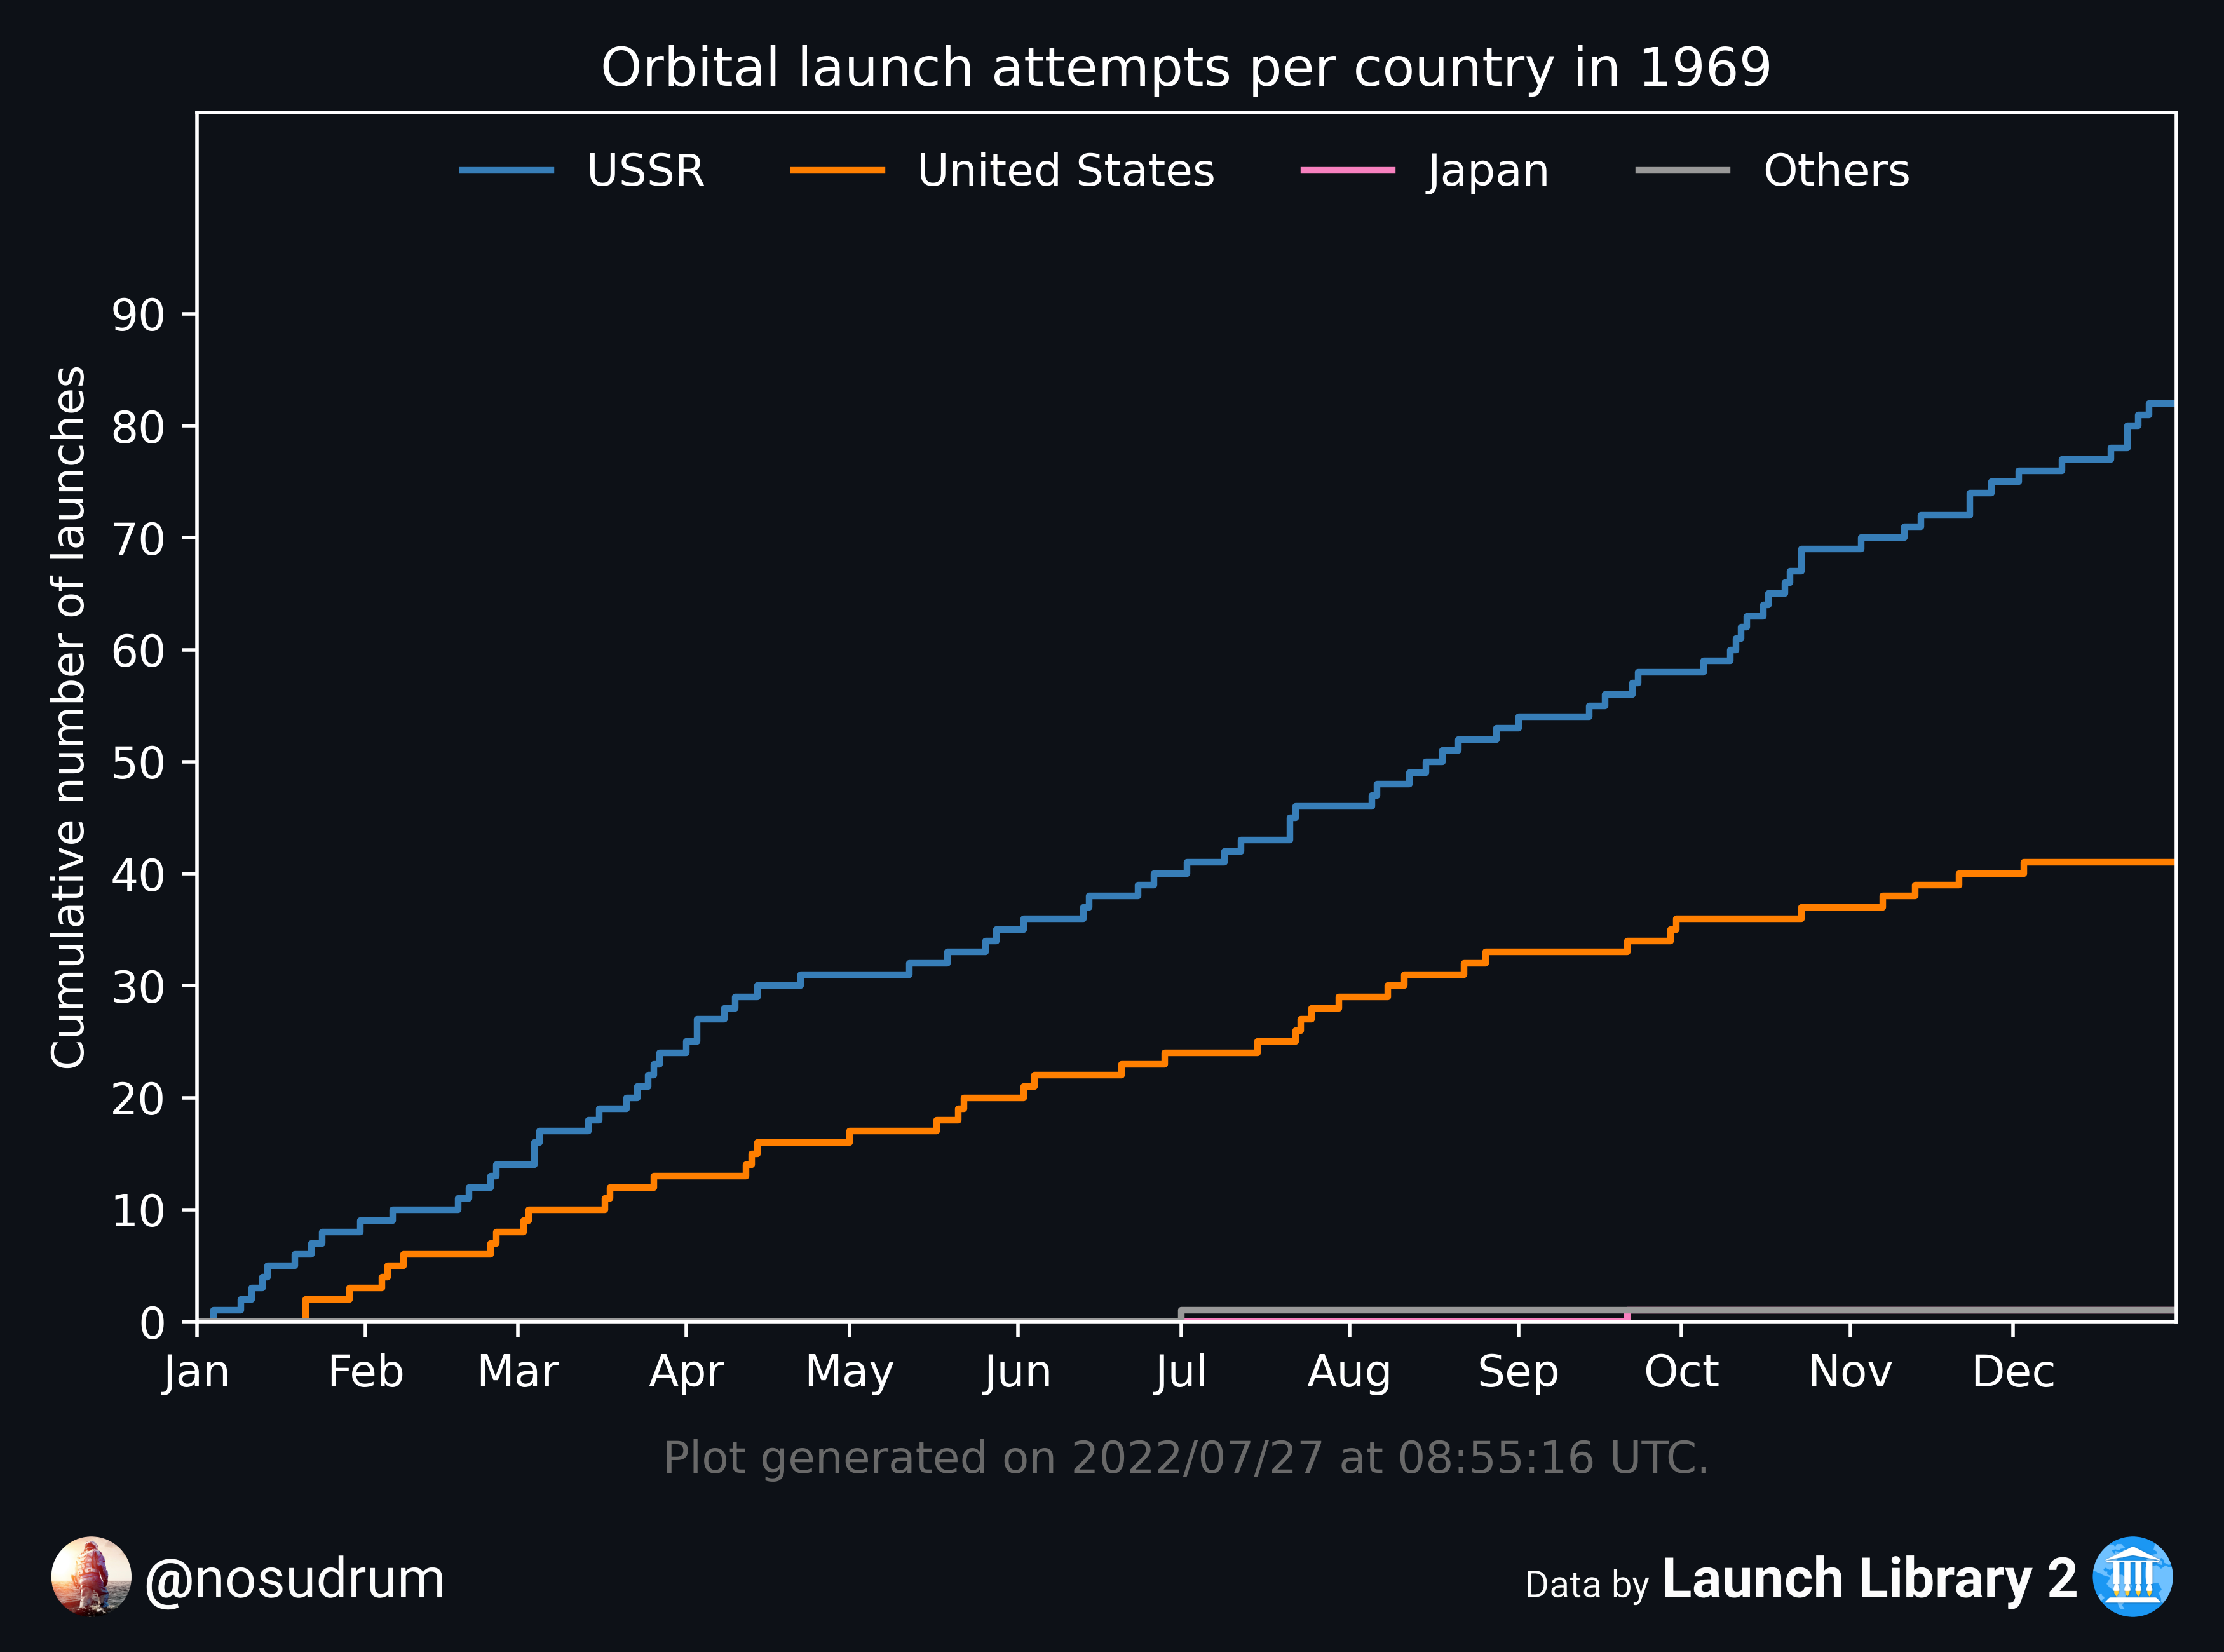 Orbital launch attempts per country in 1969
USSR United States Japan Others
Cumulative number of launches
90
80
70
60
50
40
30
20
10
0
Jan Feb Mar Apr May Jun Jul Aug Sep Oct Nov Dec
Plot generated on 2022/07/27 at 08:55:16 UTC.
@nosudrum
Data by Launch Library 2